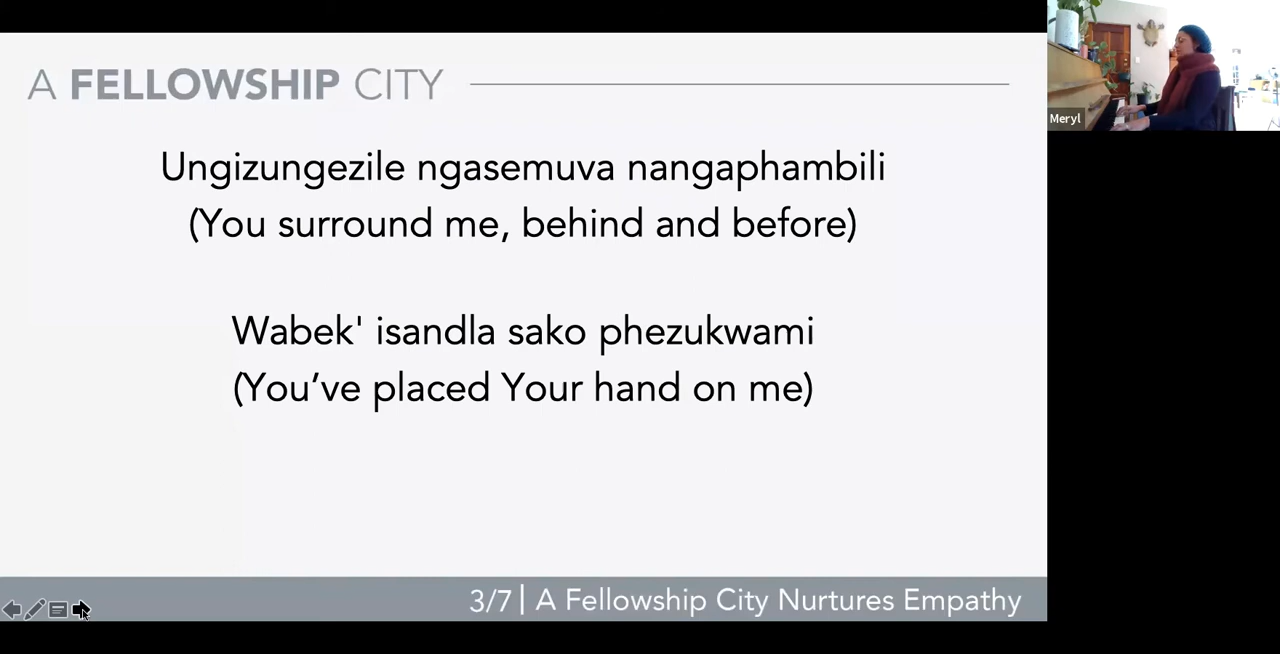 A FELLOWSHIP CITY
Ungizungezile ngasemuva nangaphambili
(You surround me, behind and before)
Wabek' isandla sako phezukwami
(You’ve placed Your hand on me)
3/7| A Fellowship City Nurtures Empathy
Meryl